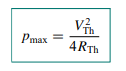 p_max = V_Th^2 / 4R_Th